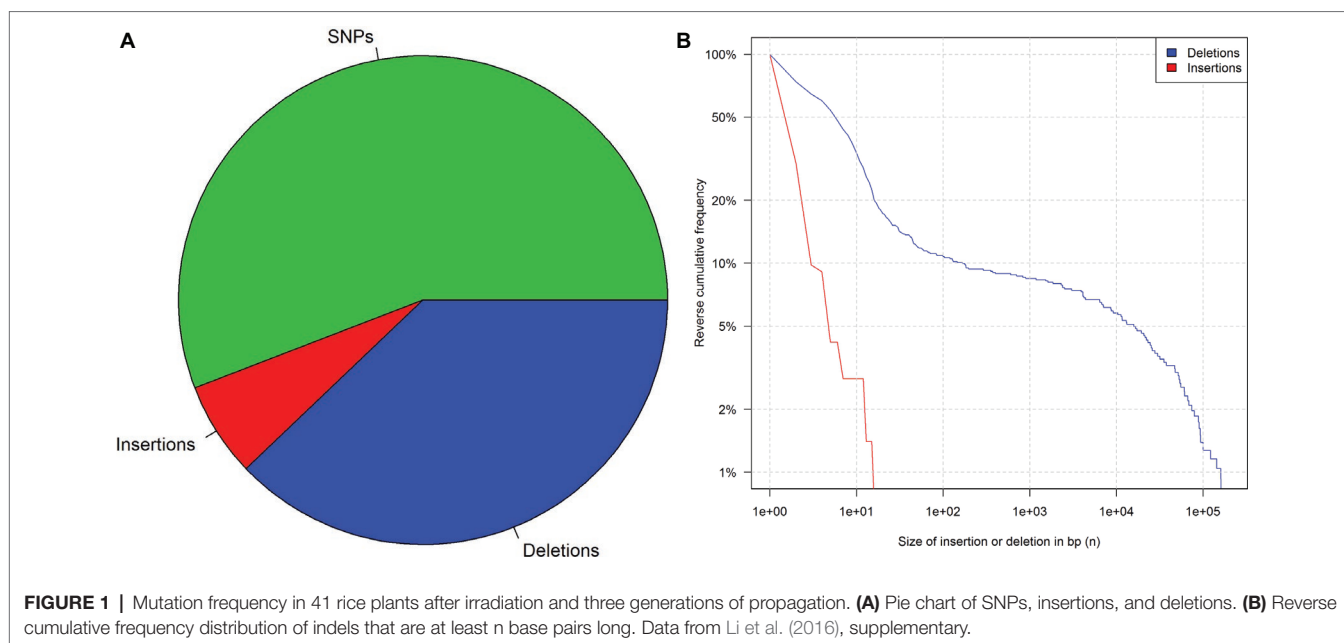 A
SNPs
Insertions
Deletions
B
Deletions
Insertions
100%
50%
20%
10%
5%
2%
1%
Reverse cumulative frequency
1e+00 1e+01 1e+02 1e+03 1e+04 1e+05
Size of insertion or deletion in bp (n)
FIGURE 1 | Mutation frequency in 41 rice plants after irradiation and three generations of propagation. (A) Pie chart of SNPs, insertions, and deletions. (B) Reverse
cumulative frequency distribution of indels that are at least n base pairs long. Data from Li et al. (2016), supplementary.